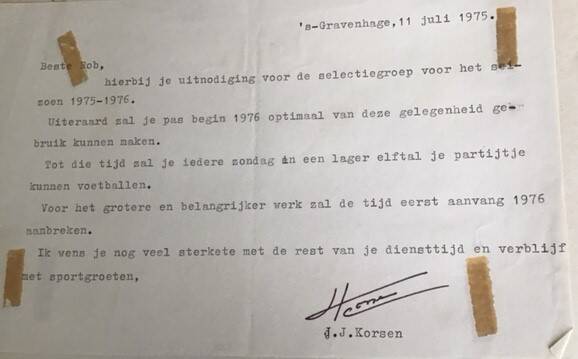 's-Gravenhage, 11 juli 1975.
Beste Rob,
hierbij je uitnodiging voor de selectiegroep voor het sei-
zoen 1975-1976.
Uiteraard zal je pas begin 1976 optimaal van deze gelegenheid ge-
bruik kunnen maken.
Tot die tijd zal je iedere zondag in een lager elftal je partijtje
kunnen voetballen.
Voor het grotere en belangrijker werk zal de tijd eerst aanvang 1976
aanbreken.
Ik wens je nog veel sterkete met de rest van je diensttijd en verblijf
met sportgroeten,
J.J.Korsen